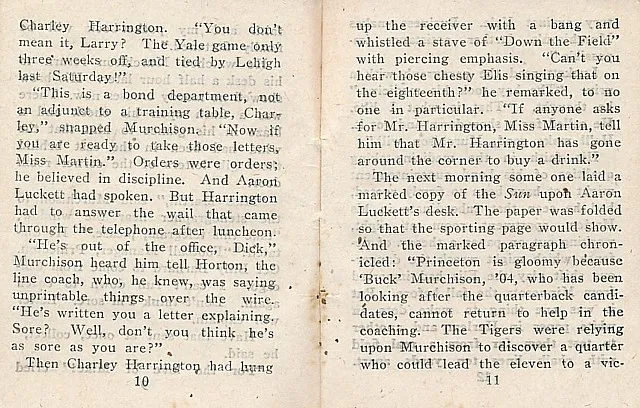 Charley Harrington. "You don't
mean it, Larry? The Yale game only
three weeks off, and tied by Lehigh
last Saturday!"
"This is a bond department, not
an adjunct to a training table, Char-
ley," snapped Murchison. "Now if
you are ready to take those letters,
Miss Martin." Orders were orders;
he believed in discipline. And Aaron
Luckett had spoken. But Harrington
had to answer the wail that came
through the telephone after luncheon.
"He's out of the office, Dick,"
Murchison heard him tell Horton, the
line coach, who, he knew, was saying
unprintable things over the wire.
"He's written you a letter explaining.
Sore? Well, don't you think he's
as sore as you are?"
Then Charley Harrington had hung
10
up the receiver with a bang and
whistled a stave of "Down the Field"
with piercing emphasis. "Can't you
hear those chesty Elis singing that on
the eighteenth?" he remarked, to no
one in particular. "If anyone asks
for Mr. Harrington, Miss Martin, tell
him that Mr. Harrington has gone
around the corner to buy a drink."
The next morning some one laid a
marked copy of the Sun upon Aaron
Luckett's desk. The paper was folded
so that the sporting page would show.
And the marked paragraph chron-
icled: "Princeton is gloomy because
'Buck' Murchison, '04, who has been
looking after the quarterback candi-
dates, cannot return to help in the
coaching. The Tigers were relying
upon Murchison to discover a quarter
who could lead the eleven to a vic-
11